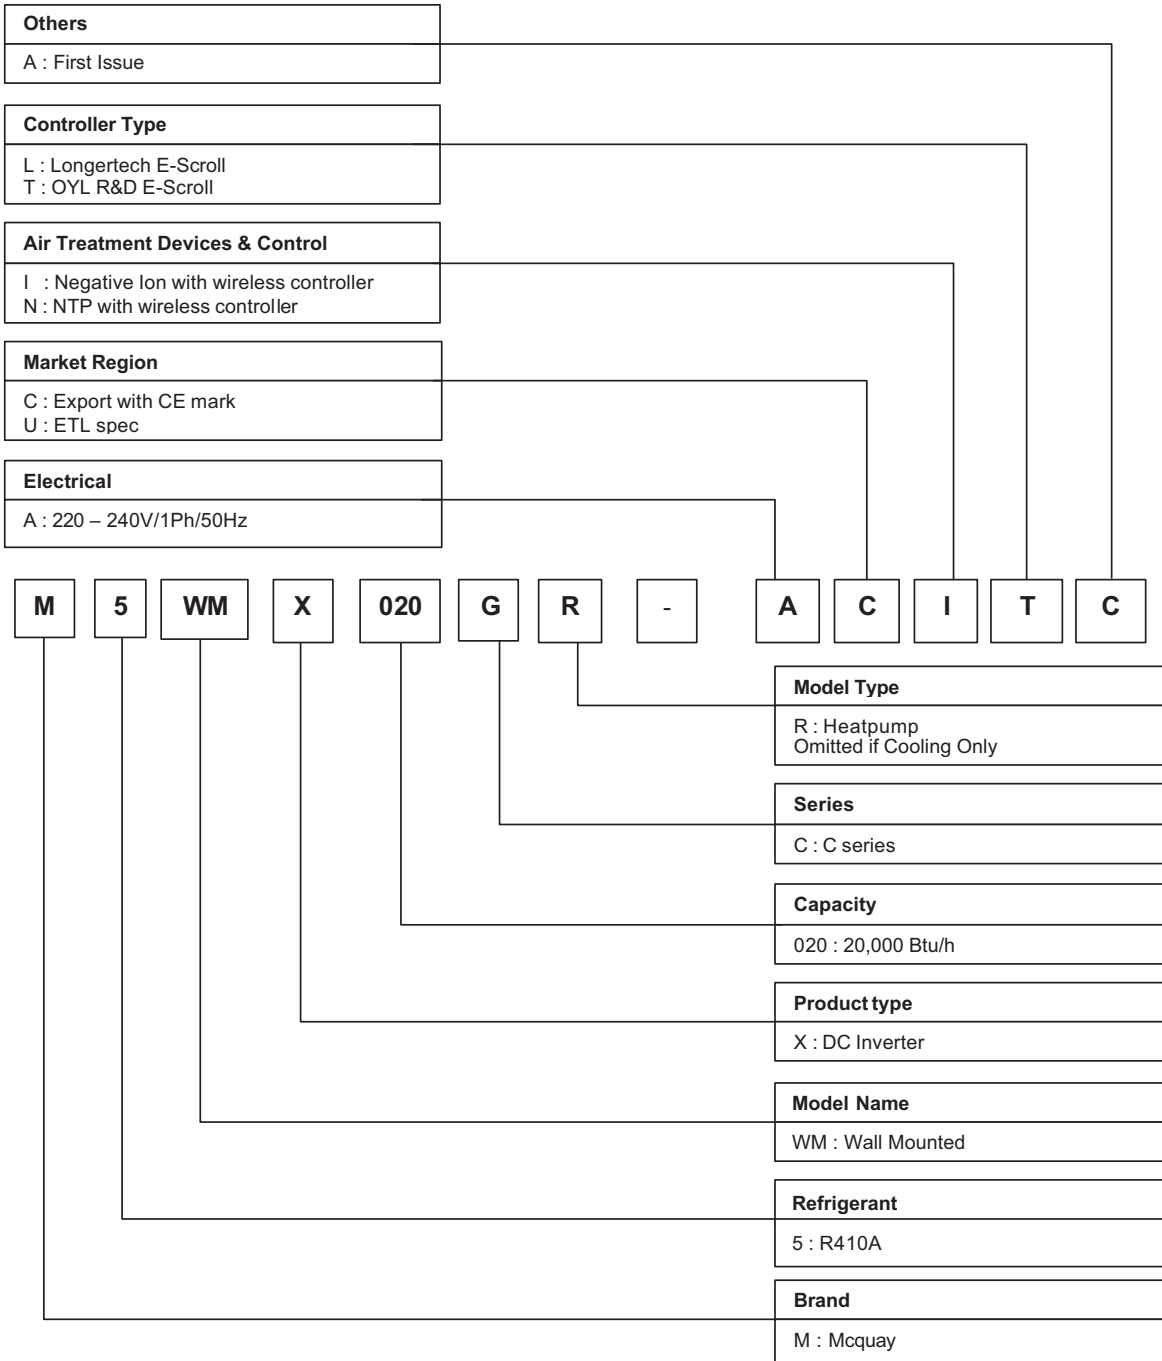 Others
A : First Issue
Controller Type
L : Longertech E-Scroll
T : OYL R&D E-Scroll
Air Treatment Devices & Control
I : Negative Ion with wireless controller
N : NTP with wireless controller
Market Region
C : Export with CE mark
U : ETL spec
Electrical
A : 220 – 240V/1Ph/50Hz
M 5 WM X 020 G R - A C I T C
Model Type
R : Heatpump
Omitted if Cooling Only
Series
C : C series
Capacity
020 : 20,000 Btu/h
Product type
X : DC Inverter
Model Name
WM : Wall Mounted
Refrigerant
5 : R410A
Brand
M : Mcquay